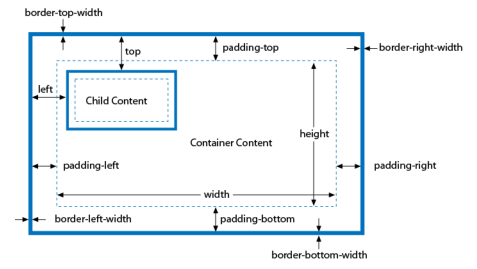 border-top-width
top
padding-top
border-right-width
left
Child Content
Container Content
height
padding-left
padding-right
width
border-left-width
padding-bottom
border-bottom-width